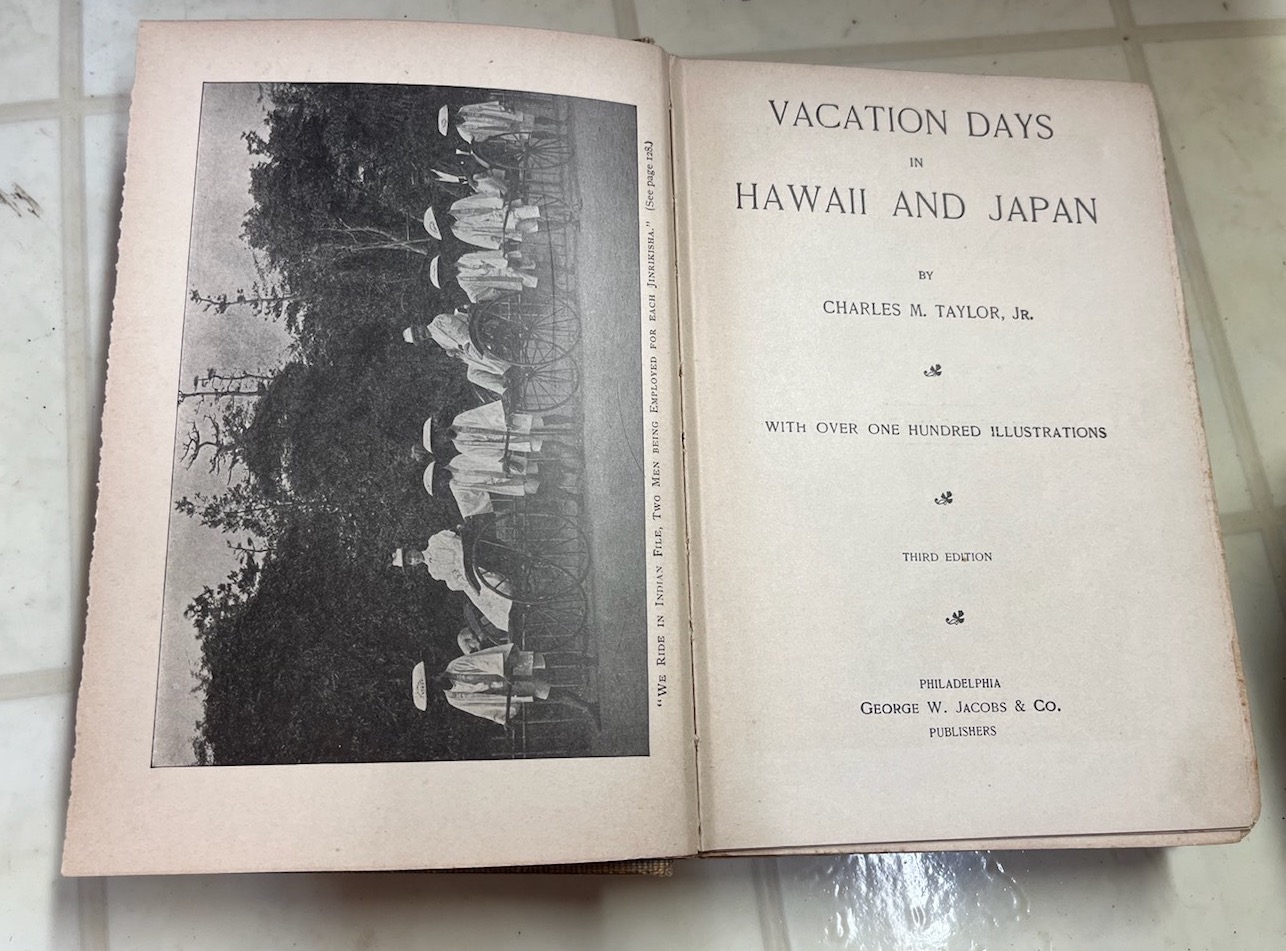 "We Ride in Indian File, Two Men being Employed for each Jinrikisha." (See page 128.)
VACATION DAYS
IN
HAWAII AND JAPAN
BY
CHARLES M. TAYLOR, Jr.
WITH OVER ONE HUNDRED ILLUSTRATIONS
THIRD EDITION
PHILADELPHIA
GEORGE W. JACOBS & CO.
PUBLISHERS